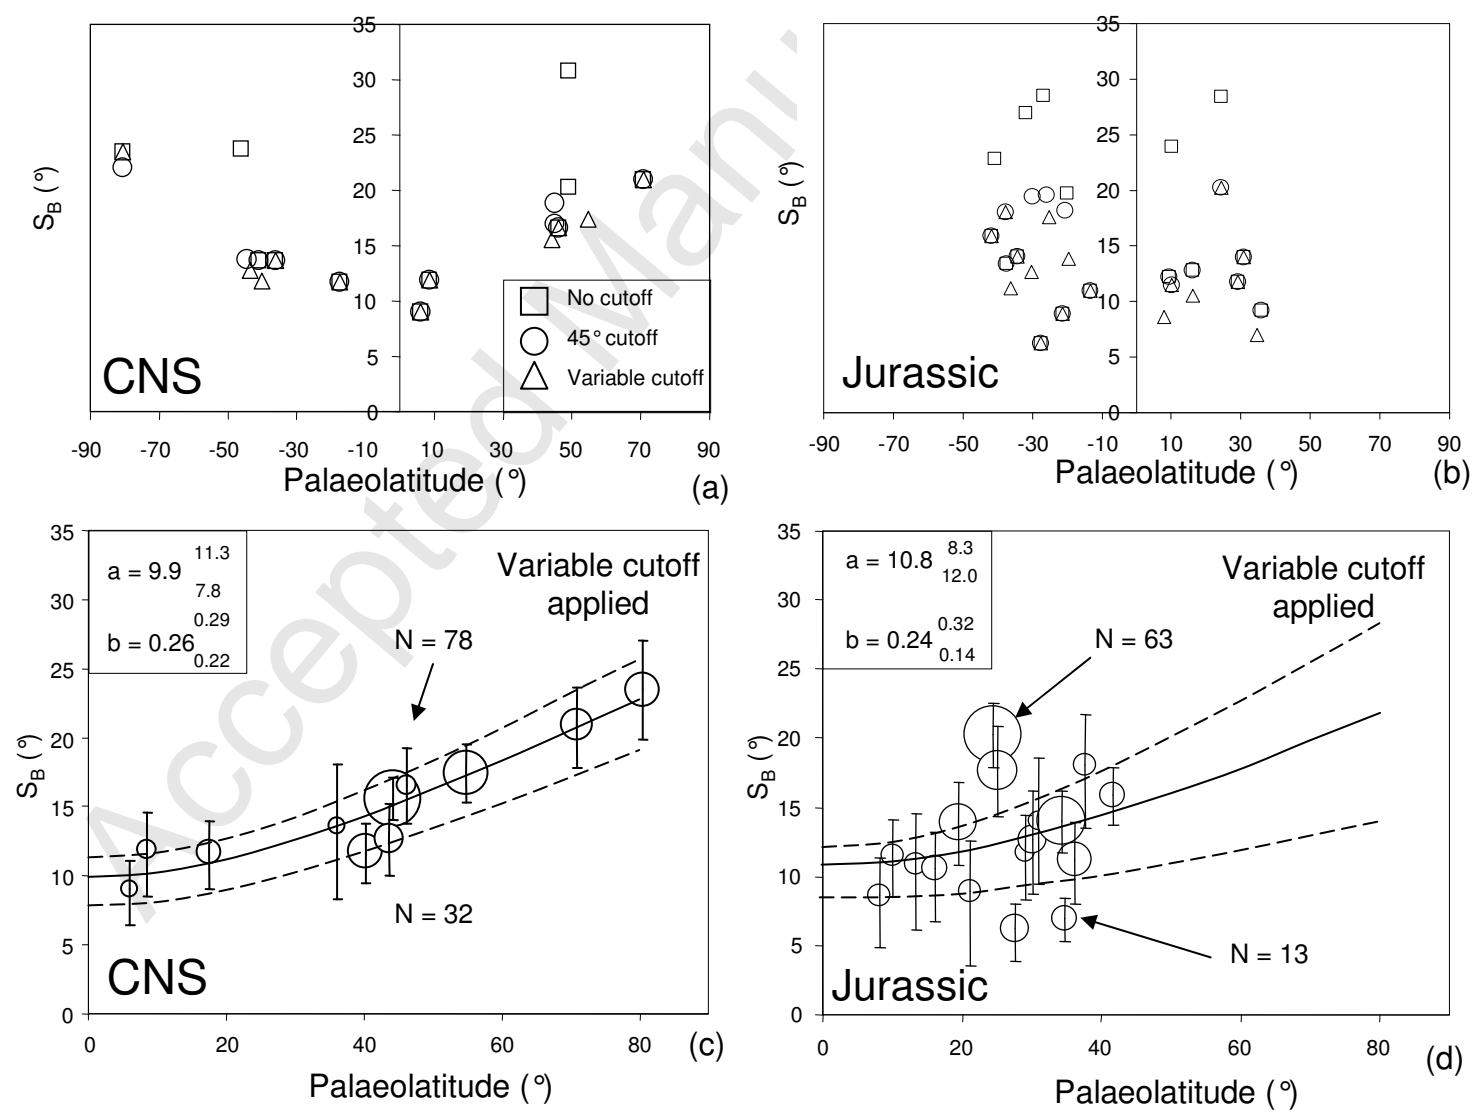 35
30
25
20
15
10
5
0
S_B (°)
No cutoff
45° cutoff
Variable cutoff
CNS
-90 -70 -50 -30 -10 10 30 50 70 90
Palaeolatitude (°)
(a)
35
30
25
20
15
10
5
0
S_B (°)
Jurassic
-90 -70 -50 -30 -10 10 30 50 70 90
Palaeolatitude (°)
(b)
35
30
25
20
15
10
5
0
S_B (°)
a = 9.9 11.3
7.8
b = 0.26 0.29
0.22
Variable cutoff
applied
N = 78
N = 32
CNS
0 20 40 60 80
Palaeolatitude (°)
(c)
35
30
25
20
15
10
5
0
S_B (°)
a = 10.8 8.3
12.0
b = 0.24 0.32
0.14
Variable cutoff
applied
N = 63
N = 13
Jurassic
0 20 40 60 80
Palaeolatitude (°)
(d)
Accepted Manu